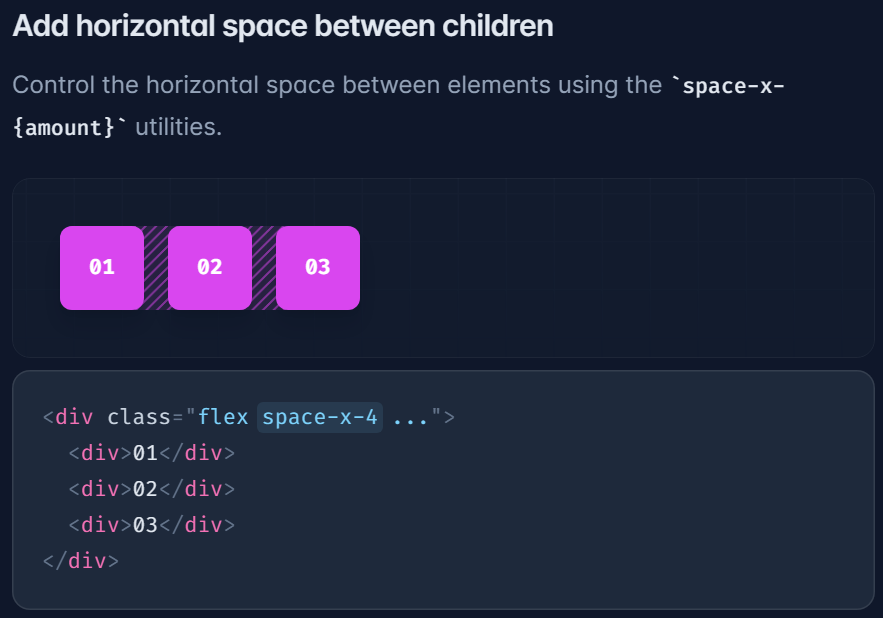 Add horizontal space between children
Control the horizontal space between elements using the `space-x-
{amount}` utilities.
01 02 03
<div class="flex space-x-4 ...">
  <div>01</div>
  <div>02</div>
  <div>03</div>
</div>